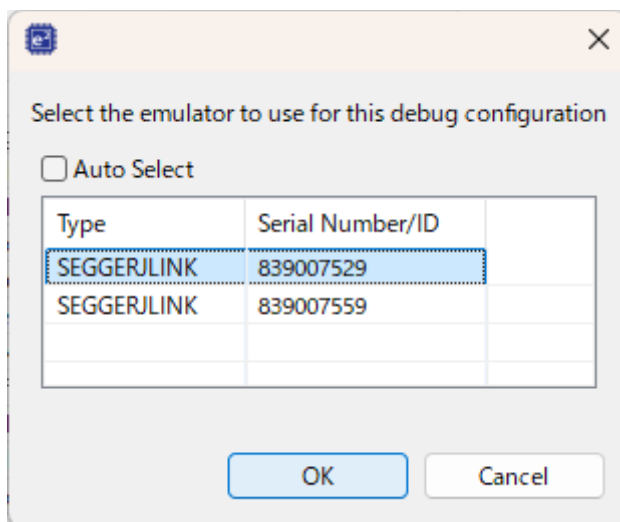 e²
Select the emulator to use for this debug configuration
Auto Select
Type Serial Number/ID
SEGGERJLINK 839007529
SEGGERJLINK 839007559
OK Cancel